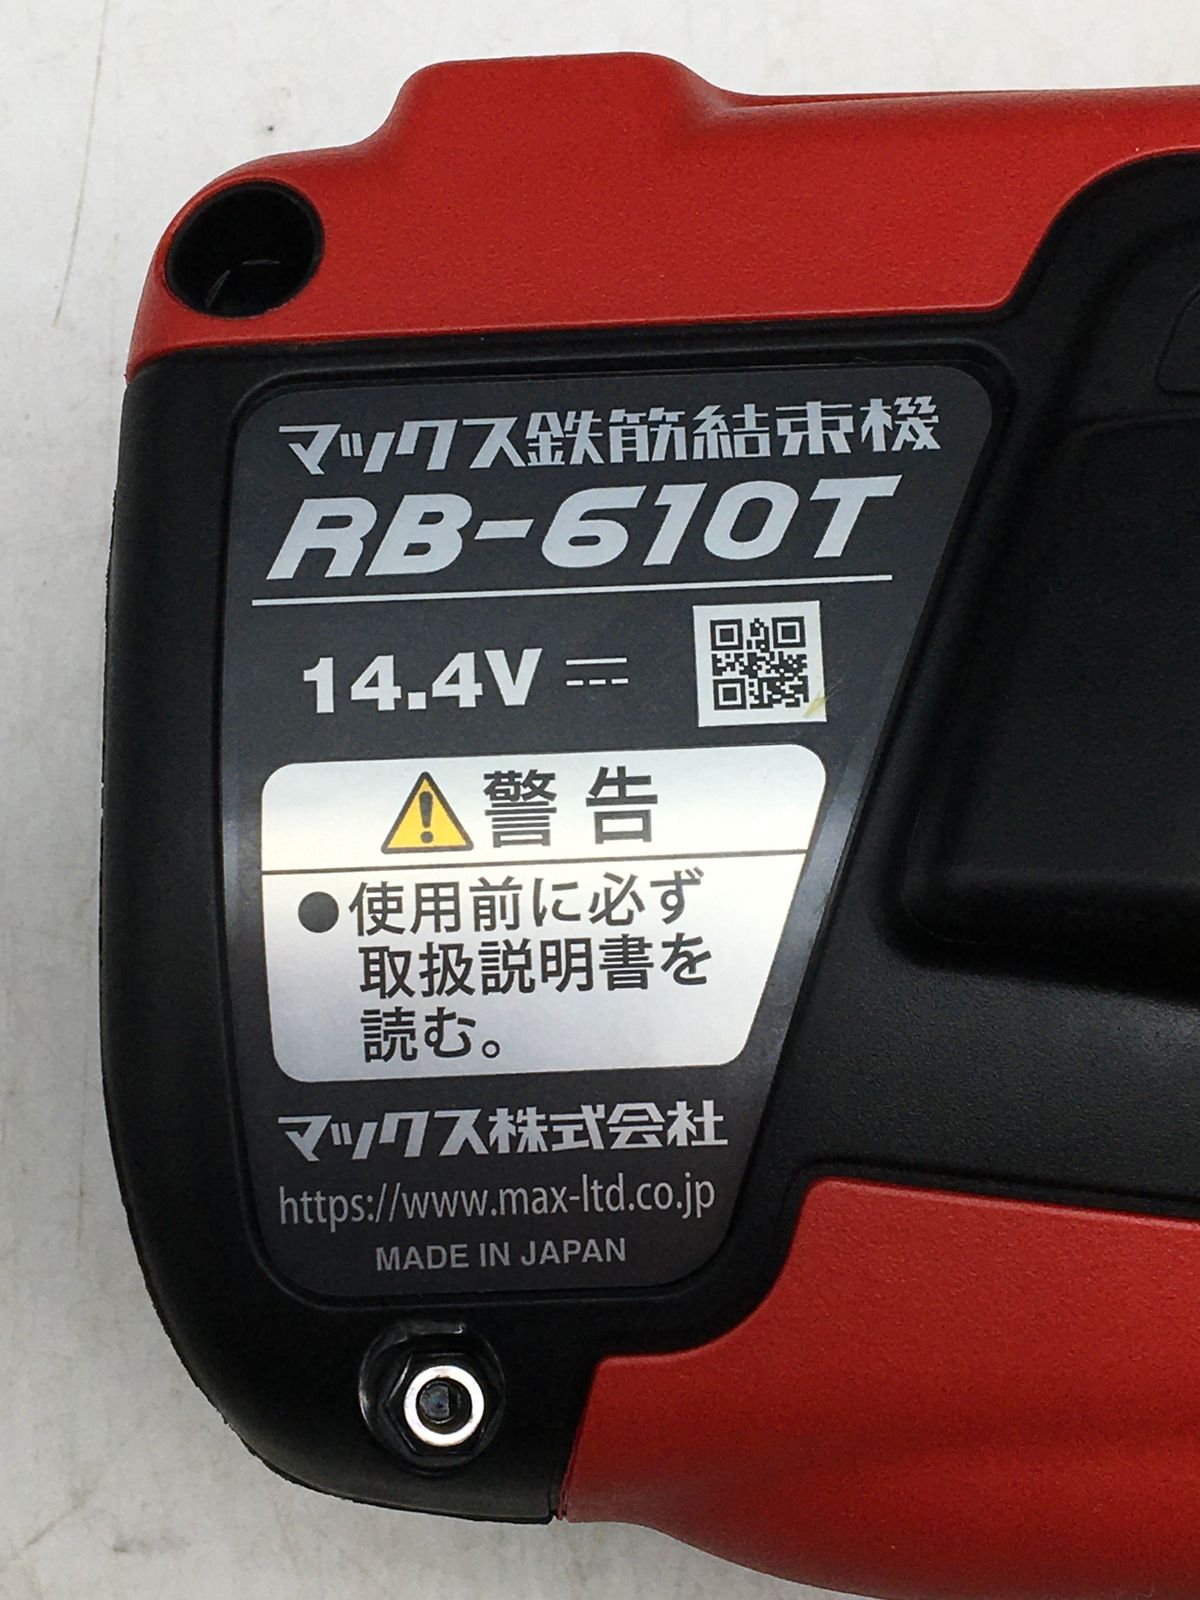 マックス鉄筋結束機
RB-610T
14.4V
警告
●使用前に必ず
取扱説明書を
読む。
マックス株式会社
https://www.max-ltd.co.jp
MADE IN JAPAN